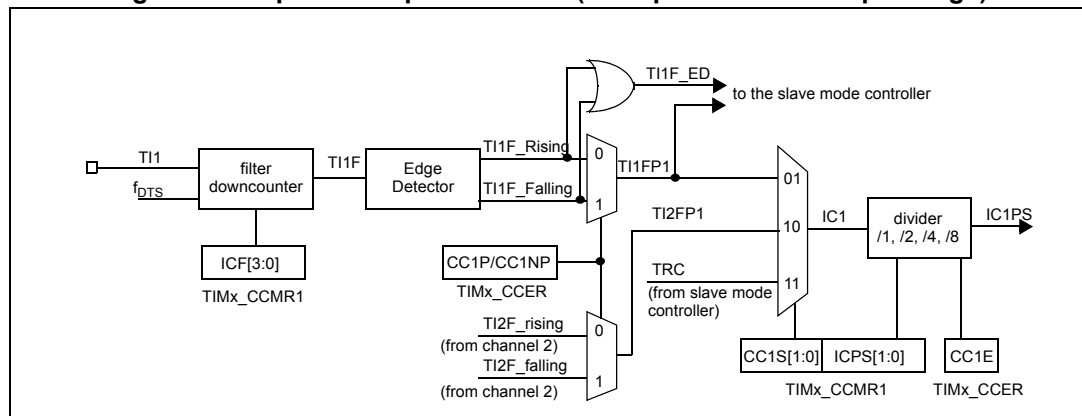 TI1F_ED
to the slave mode controller
TI1
f_DTS
filter
downcounter
TI1F
Edge
Detector
TI1F_Rising
TI1F_Falling
0
1
TI1FP1
TI2FP1
01
10
11
IC1
divider
/1, /2, /4, /8
IC1PS
ICF[3:0]
TIMx_CCMR1
CC1P/CC1NP
TIMx_CCER
TRC
(from slave mode
controller)
TI2F_rising
(from channel 2)
TI2F_falling
(from channel 2)
0
1
CC1S[1:0]
ICPS[1:0]
TIMx_CCMR1
CC1E
TIMx_CCER